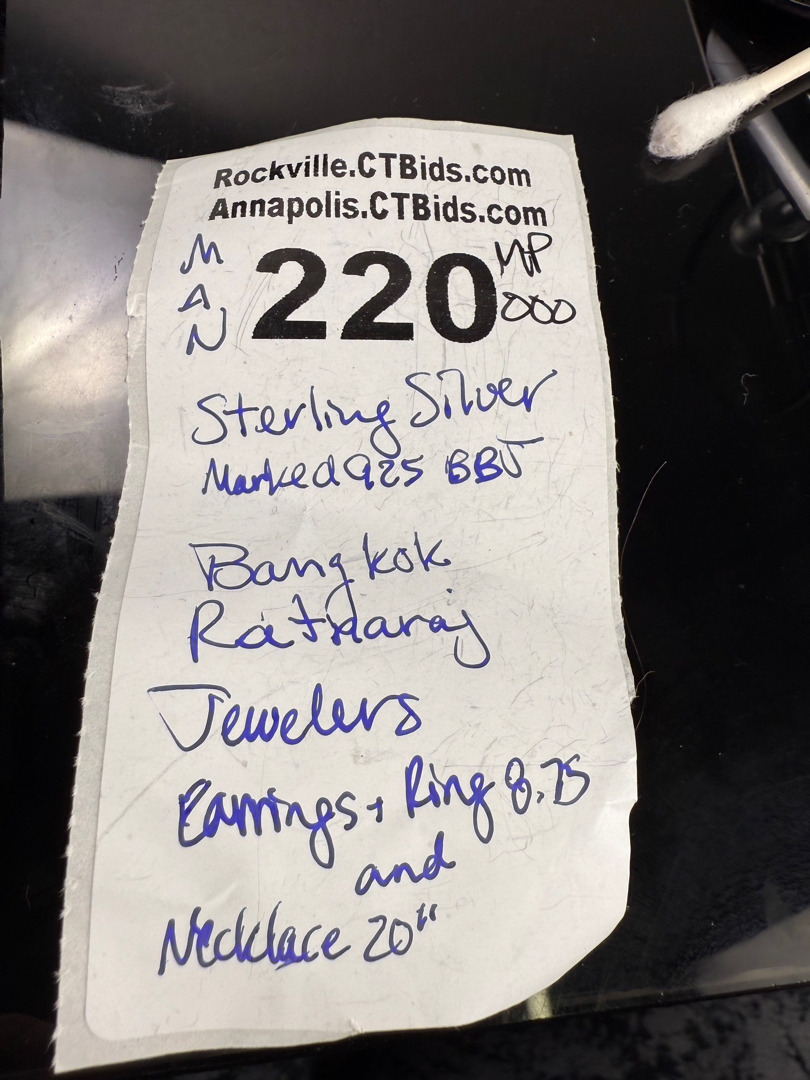 Rockville.CTBids.com
Annapolis.CTBids.com
MAN
220
000
Sterling Silver
Marked 925 BBJ
Bangkok
Ratnaraj
Jewelers
Earrings + Ring 8.75
and
Necklace 20"